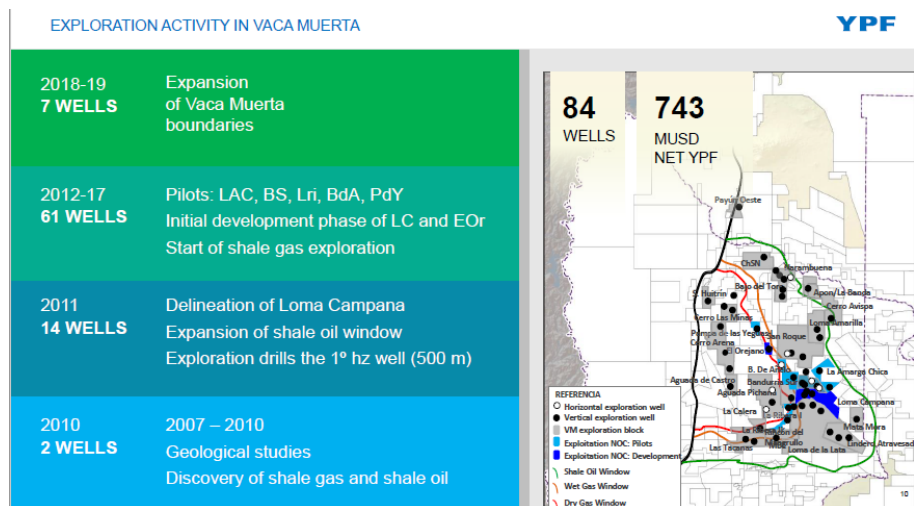 EXPLORATION ACTIVITY IN VACA MUERTA
YPF
2018-19
7 WELLS
Expansion
of Vaca Muerta
boundaries
2012-17
61 WELLS
Pilots: LAC, BS, Lri, BdA, PdY
Initial development phase of LC and EOr
Start of shale gas exploration
2011
14 WELLS
Delineation of Loma Campana
Expansion of shale oil window
Exploration drills the 1º hz well (500 m)
2010
2 WELLS
2007 – 2010
Geological studies
Discovery of shale gas and shale oil
84
WELLS
743
MUSD
NET YPF
Payún Oeste
ChSN
Narambuena
Bajo del Toro
Apon/La Banda
Huitrin
Cerro Avispa
Cerro Las Minas
Loma Amarilla
Pampa de las Yeguas
San Roque
Cerro Arena
El Orejano
B. De Añelo
La Amarga Chica
Aguada de Castro
Bandurria Sur
Aguada Pichana
Loma Campana
La Calera
La Ribera I
Mata Mora
Rincon del
Mangrullo
Las Tacanas
Loma de la Lata
Lindero Atravesado
REFERENCIA
Horizontal exploration well
Vertical exploration well
VM exploration block
Exploitation NOC: Pilots
Exploitation NOC: Development
Shale Oil Window
Wet Gas Window
Dry Gas Window
10